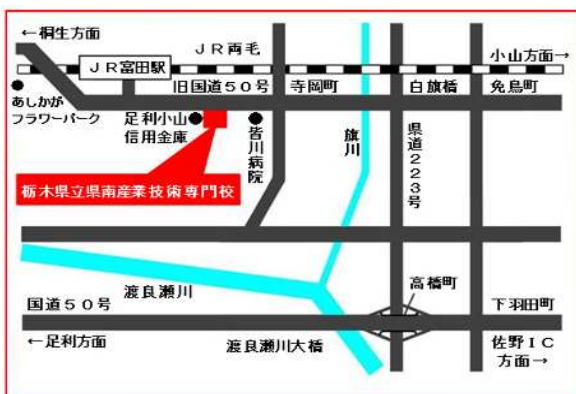 ←桐生方面
JR両毛
小山方面→
JR富田駅
旧国道50号
寺岡町
白旗橋
免鳥町
あしかが
フラワーパーク
足利小山
信用金庫
皆川病院
旗川
県道223号
栃木県立県南産業技術専門校
渡良瀬川
高橋町
国道50号
下羽田町
←足利方面
渡良瀬川大橋
佐野IC
方面→